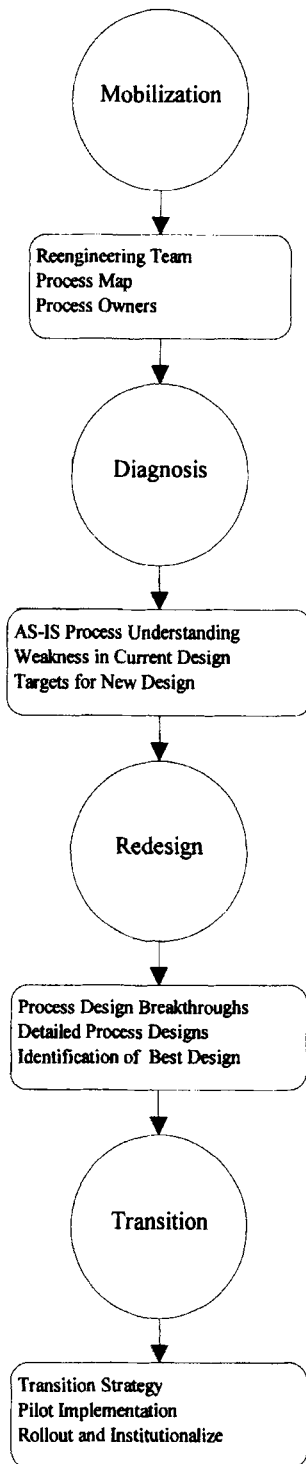 Mobilization
Reengineering Team
Process Map
Process Owners
Diagnosis
AS-IS Process Understanding
Weakness in Current Design
Targets for New Design
Redesign
Process Design Breakthroughs
Detailed Process Designs
Identification of Best Design
Transition
Transition Strategy
Pilot Implementation
Rollout and Institutionalize